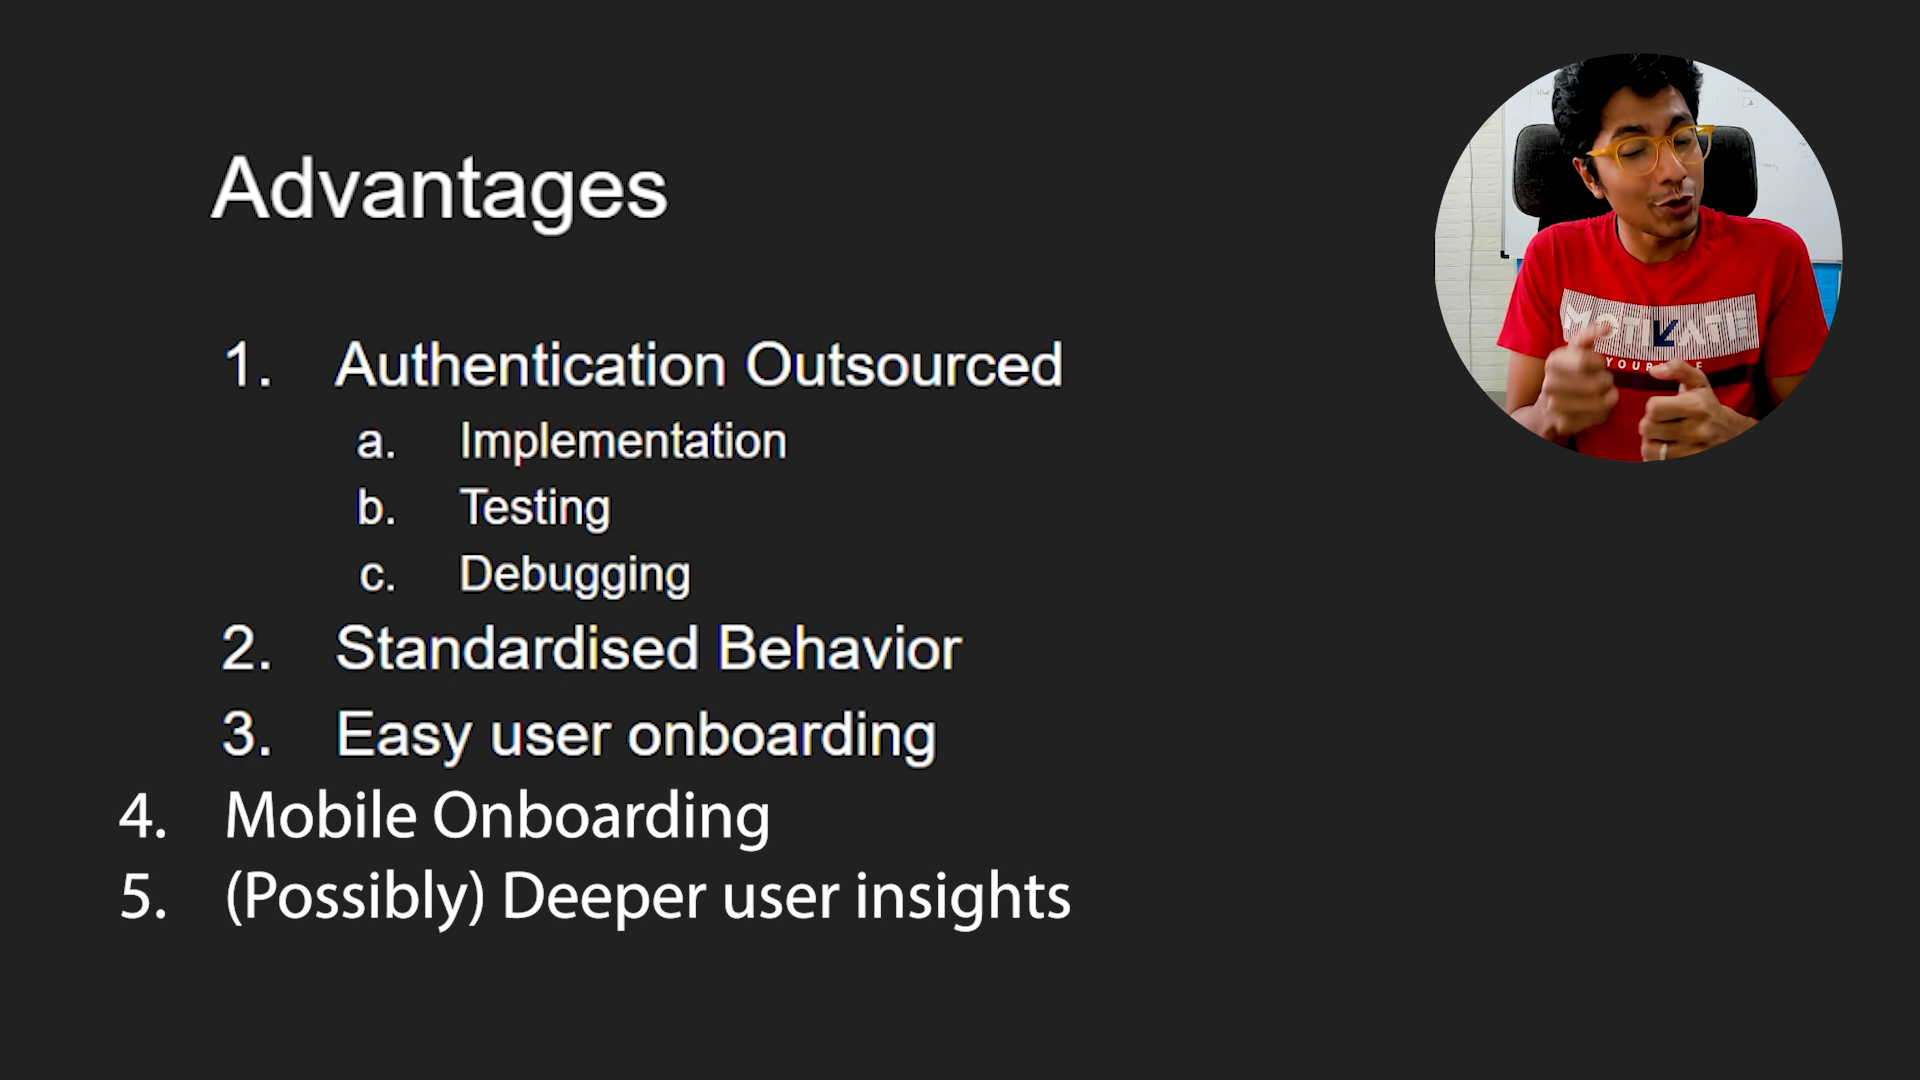 Advantages
1. Authentication Outsourced
a. Implementation
b. Testing
c. Debugging
2. Standardised Behavior
3. Easy user onboarding
4. Mobile Onboarding
5. (Possibly) Deeper user insights